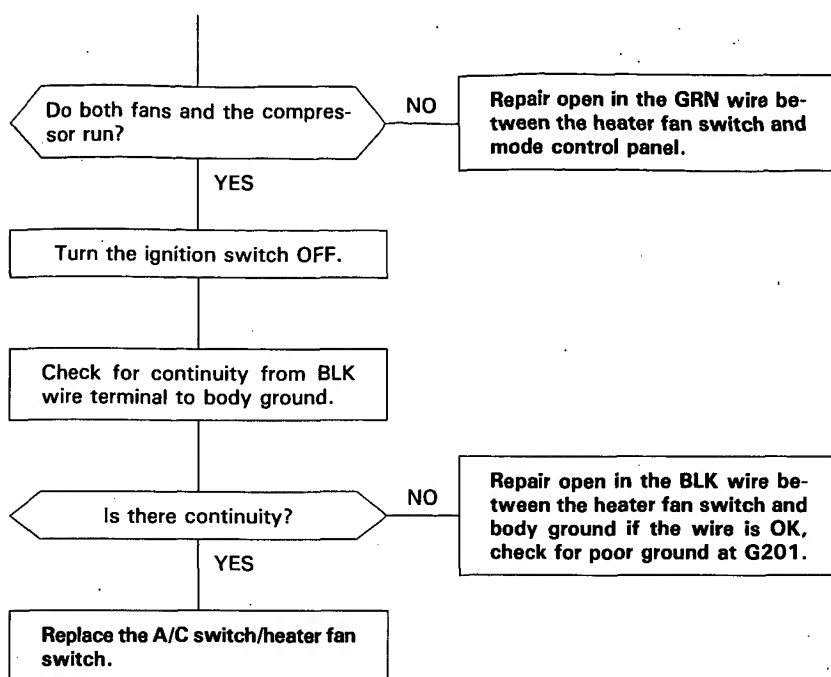 Do both fans and the compres-
sor run?
NO
Repair open in the GRN wire be-
tween the heater fan switch and
mode control panel.
YES
Turn the ignition switch OFF.
Check for continuity from BLK
wire terminal to body ground.
Is there continuity?
NO
Repair open in the BLK wire be-
tween the heater fan switch and
body ground if the wire is OK,
check for poor ground at G201.
YES
Replace the A/C switch/heater fan
switch.